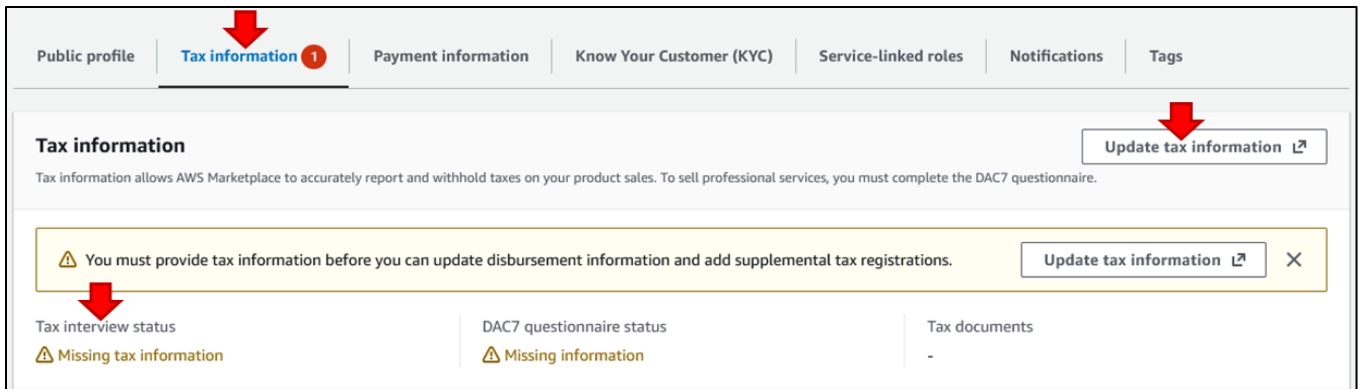 Public profile
Tax information 1
Payment information
Know Your Customer (KYC)
Service-linked roles
Notifications
Tags
Tax information
Update tax information
Tax information allows AWS Marketplace to accurately report and withhold taxes on your product sales. To sell professional services, you must complete the DAC7 questionnaire.
You must provide tax information before you can update disbursement information and add supplemental tax registrations.
Update tax information
Tax interview status
Missing tax information
DAC7 questionnaire status
Missing information
Tax documents
-